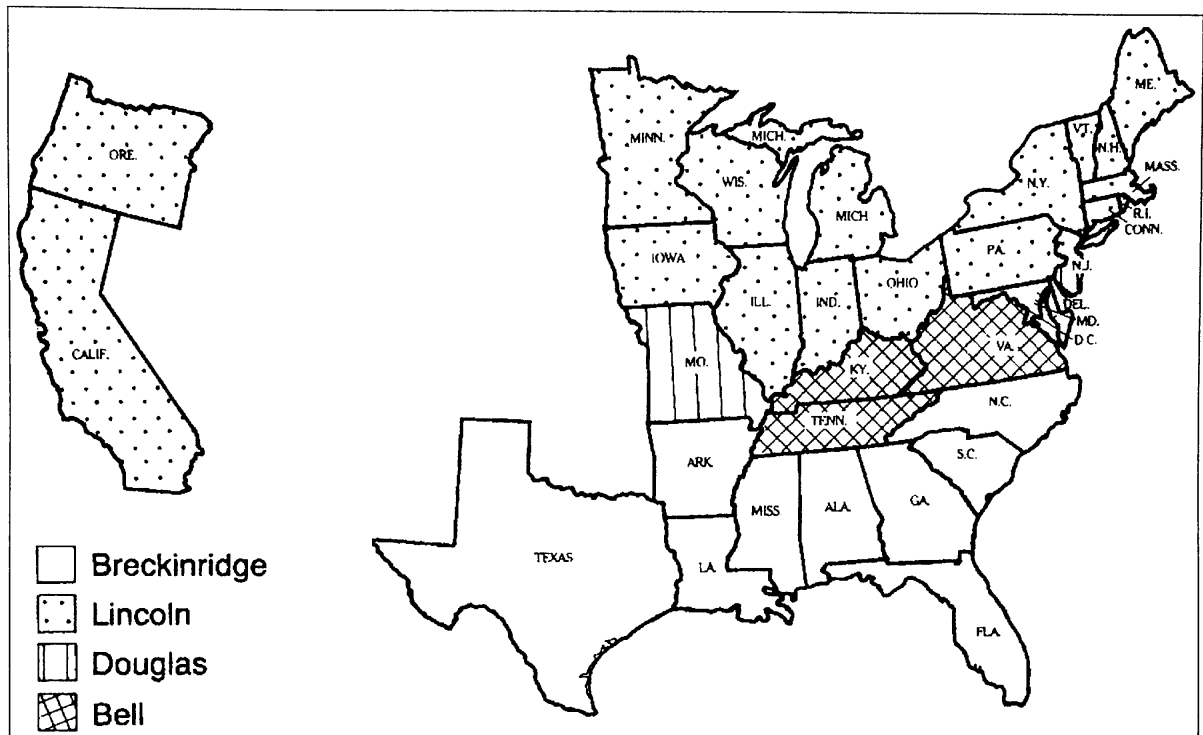 ME.
VT.
N.H.
MINN.
MICH.
ORE.
MASS.
WIS.
N.Y.
MICH
R.I.
CONN.
IOWA
PA.
OHIO
N.J.
ILL.
IND.
DEL.
MD.
D.C.
CALIF.
MO.
VA.
KY.
N.C.
TENN.
S.C.
ARK.
MISS
ALA.
GA.
TEXAS
LA.
FLA.
Breckinridge
Lincoln
Douglas
Bell